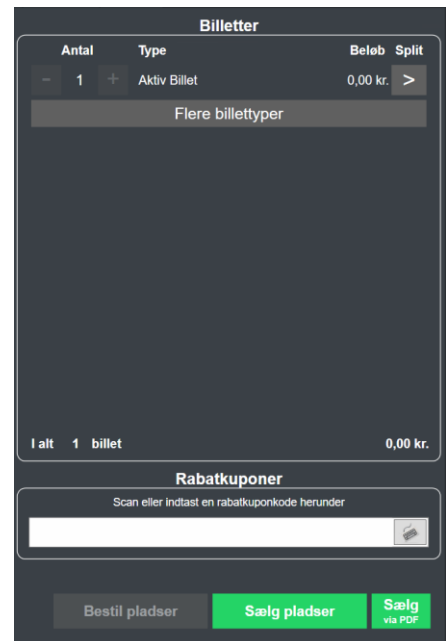 Billetter
Antal Type Beløb Split
- 1 + Aktiv Billet 0,00 kr. >
Flere billettyper
I alt 1 billet 0,00 kr.
Rabatkuponer
Scan eller indtast en rabatkuponkode herunder
Bestil pladser Sælg pladser Sælg
via PDF